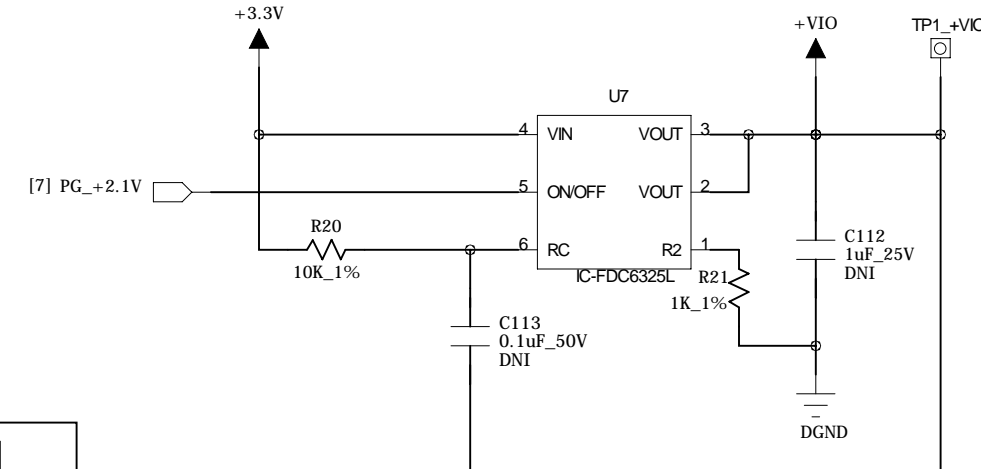 +3.3V
+VIO
TP1_+VIO
U7
4 VIN VOUT 3
[7] PG_+2.1V
5 ON/OFF VOUT 2
R20
6 RC R2 1
10K_1%
IC-FDC6325L
R21
1K_1%
C112
1uF_25V
DNI
C113
0.1uF_50V
DNI
DGND